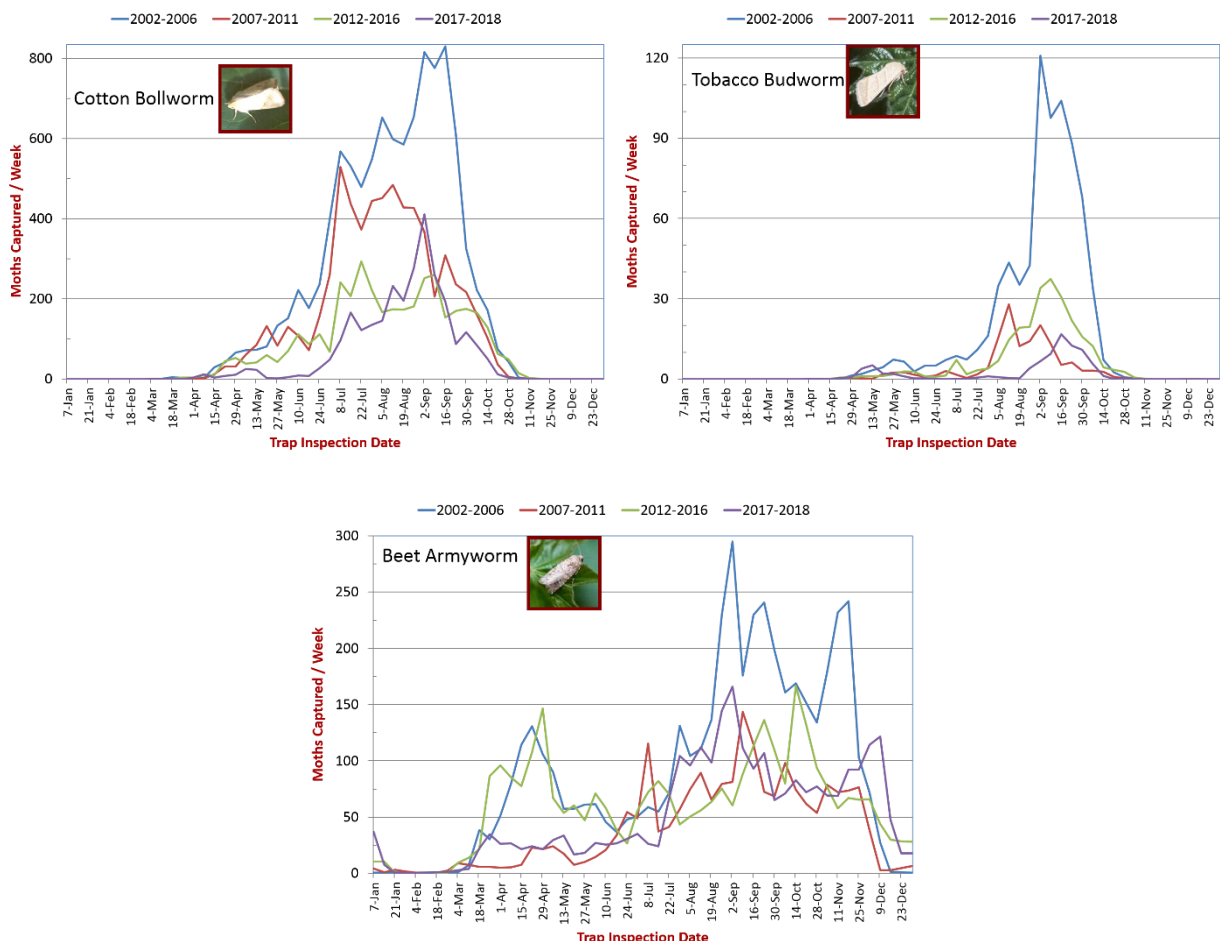 2002-2006 2007-2011 2012-2016 2017-2018
Cotton Bollworm
800
600
400
200
0
Moths Captured / Week
7-Jan 21-Jan 4-Feb 18-Feb 4-Mar 18-Mar 1-Apr 15-Apr 29-Apr 13-May 27-May 10-Jun 24-Jun 8-Jul 22-Jul 5-Aug 19-Aug 2-Sep 16-Sep 30-Sep 14-Oct 28-Oct 11-Nov 25-Nov 9-Dec 23-Dec
Trap Inspection Date
2002-2006 2007-2011 2012-2016 2017-2018
Tobacco Budworm
120
90
60
30
0
Moths Captured / Week
7-Jan 21-Jan 4-Feb 18-Feb 4-Mar 18-Mar 1-Apr 15-Apr 29-Apr 13-May 27-May 10-Jun 24-Jun 8-Jul 22-Jul 5-Aug 19-Aug 2-Sep 16-Sep 30-Sep 14-Oct 28-Oct 11-Nov 25-Nov 9-Dec 23-Dec
Trap Inspection Date
2002-2006 2007-2011 2012-2016 2017-2018
Beet Armyworm
300
250
200
150
100
50
0
Moths Captured / Week
7-Jan 21-Jan 4-Feb 18-Feb 4-Mar 18-Mar 1-Apr 15-Apr 29-Apr 13-May 27-May 10-Jun 24-Jun 8-Jul 22-Jul 5-Aug 19-Aug 2-Sep 16-Sep 30-Sep 14-Oct 28-Oct 11-Nov 25-Nov 9-Dec 23-Dec
Trap Inspection Date